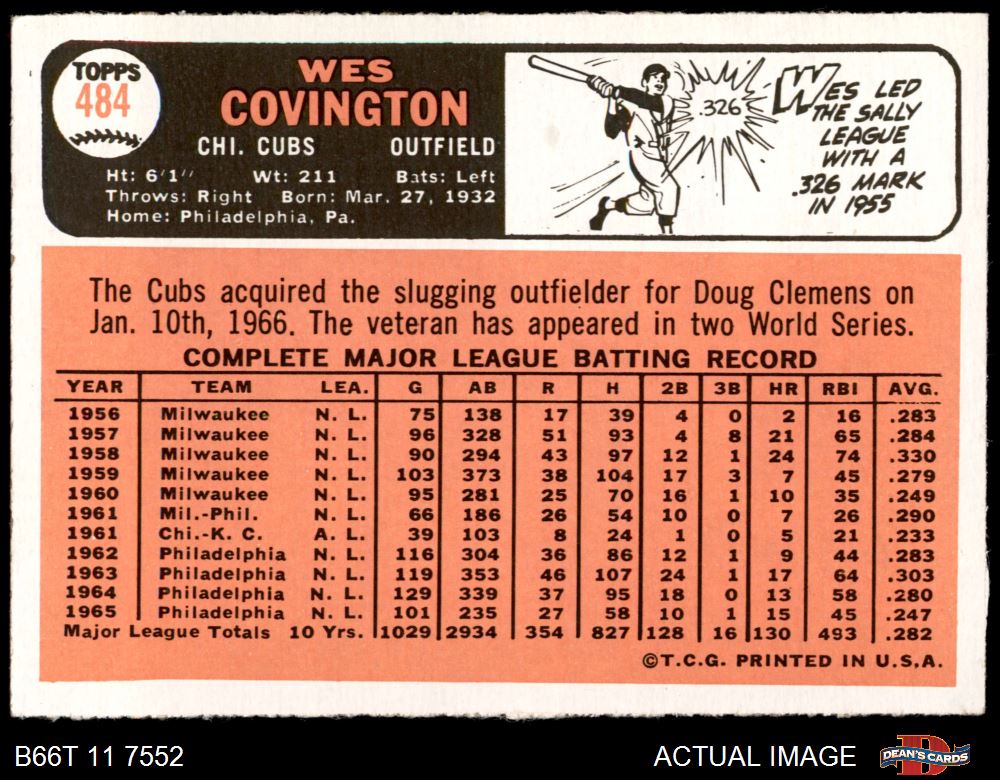 TOPPS
484
WES
COVINGTON
CHI. CUBS OUTFIELD
Ht: 6'1" Wt: 211 Bats: Left
Throws: Right Born: Mar. 27, 1932
Home: Philadelphia, Pa.
.326
WES LED
THE SALLY
LEAGUE
WITH A
.326 MARK
IN 1955
The Cubs acquired the slugging outfielder for Doug Clemens on
Jan. 10th, 1966. The veteran has appeared in two World Series.
COMPLETE MAJOR LEAGUE BATTING RECORD
YEAR TEAM LEA. G AB R H 2B 3B HR RBI AVG.
1956 Milwaukee N. L. 75 138 17 39 4 0 2 16 .283
1957 Milwaukee N. L. 96 328 51 93 4 8 21 65 .284
1958 Milwaukee N. L. 90 294 43 97 12 1 24 74 .330
1959 Milwaukee N. L. 103 373 38 104 17 3 7 45 .279
1960 Milwaukee N. L. 95 281 25 70 16 1 10 35 .249
1961 Mil.-Phil. N. L. 66 186 26 54 10 0 7 26 .290
1961 Chi.-K. C. A. L. 39 103 8 24 1 0 5 21 .233
1962 Philadelphia N. L. 116 304 36 86 12 1 9 44 .283
1963 Philadelphia N. L. 119 353 46 107 24 1 17 64 .303
1964 Philadelphia N. L. 129 339 37 95 18 0 13 58 .280
1965 Philadelphia N. L. 101 235 27 58 10 1 15 45 .247
Major League Totals 10 Yrs. 1029 2934 354 827 128 16 130 493 .282
©T.C.G. PRINTED IN U.S.A.
B66T 11 7552 ACTUAL IMAGE DEAN'S CARDS